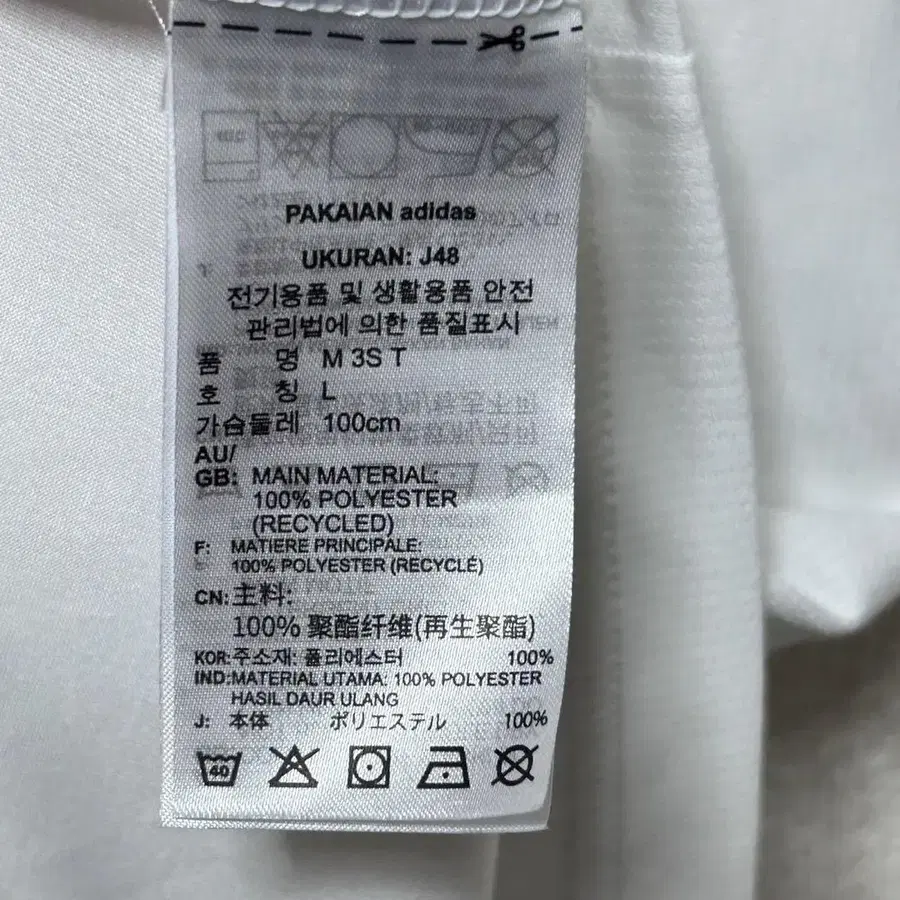 PAKAIAN adidas
UKURAN: J48
전기용품 및 생활용품 안전
관리법에 의한 품질표시
품 명 M 3S T
호 칭 L
가슴둘레 100cm
AU/
GB: MAIN MATERIAL:
100% POLYESTER
(RECYCLED)
F: MATIERE PRINCIPALE:
100% POLYESTER (RECYCLÉ)
CN: 主料:
100% 聚酯纤维(再生聚酯)
KOR: 주소재: 폴리에스터 100%
IND: MATERIAL UTAMA: 100% POLYESTER
HASIL DAUR ULANG
J: 本体 ポリエステル 100%
40